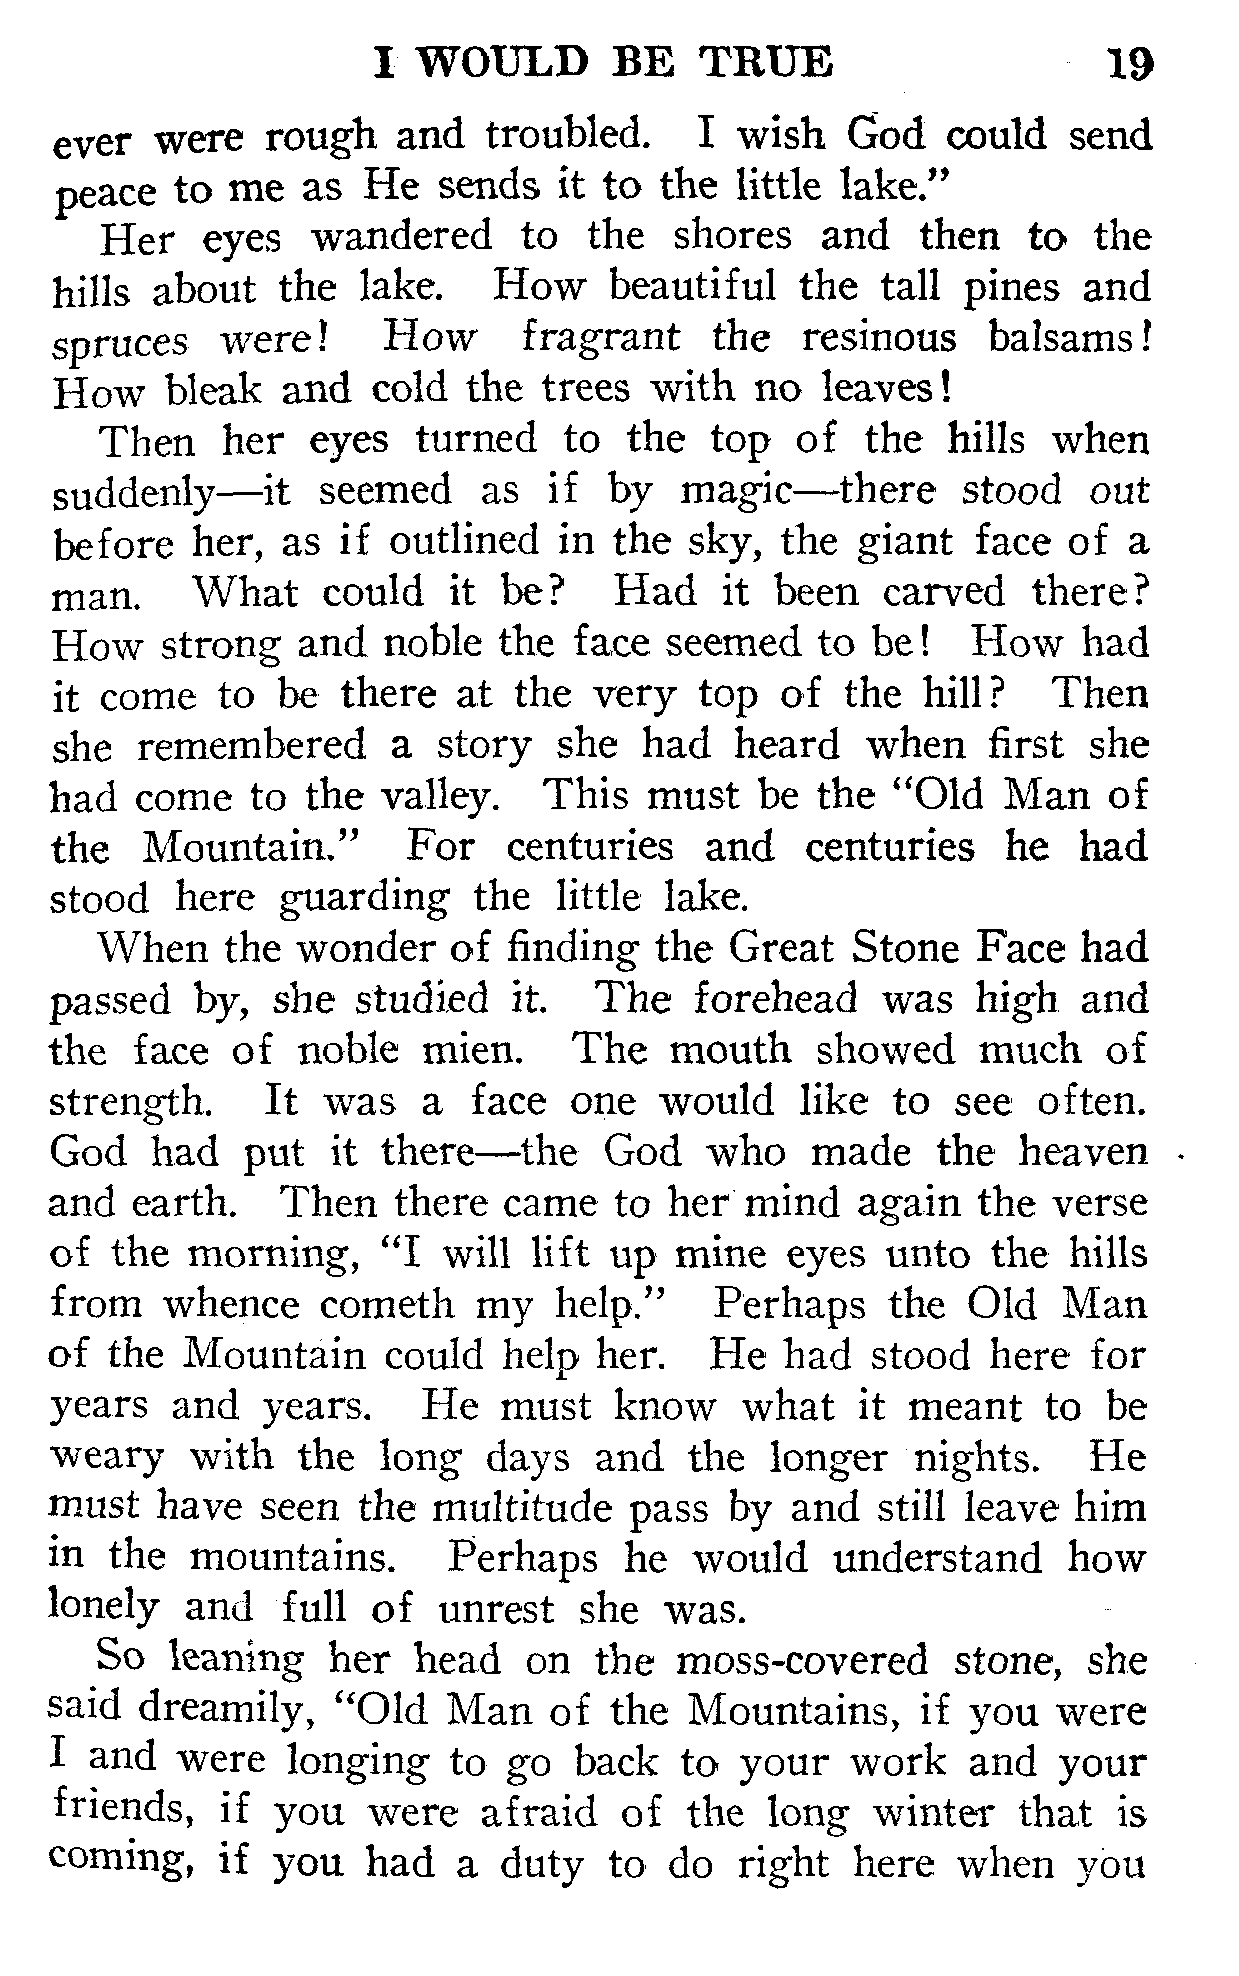 I WOULD BE TRUE 19
ever were rough and troubled. I wish God could send
peace to me as He sends it to the little lake.”
Her eyes wandered to the shores and then to the
hills about the lake. How beautiful the tall pines and
spruces were! How fragrant the resinous balsams!
How bleak and cold the trees with no leaves!
Then her eyes turned to the top of the hills when
suddenly—it seemed as if by magic—there stood out
before her, as if outlined in the sky, the giant face of a
man. What could it be? Had it been carved there?
How strong and noble the face seemed to be! How had
it come to be there at the very top of the hill? Then
she remembered a story she had heard when first she
had come to the valley. This must be the “Old Man of
the Mountain.” For centuries and centuries he had
stood here guarding the little lake.
When the wonder of finding the Great Stone Face had
passed by, she studied it. The forehead was high and
the face of noble mien. The mouth showed much of
strength. It was a face one would like to see often.
God had put it there—the God who made the heaven
and earth. Then there came to her mind again the verse
of the morning, “I will lift up mine eyes unto the hills
from whence cometh my help.” Perhaps the Old Man
of the Mountain could help her. He had stood here for
years and years. He must know what it meant to be
weary with the long days and the longer nights. He
must have seen the multitude pass by and still leave him
in the mountains. Perhaps he would understand how
lonely and full of unrest she was.
So leaning her head on the moss-covered stone, she
said dreamily, “Old Man of the Mountains, if you were
I and were longing to go back to your work and your
friends, if you were afraid of the long winter that is
coming, if you had a duty to do right here when you